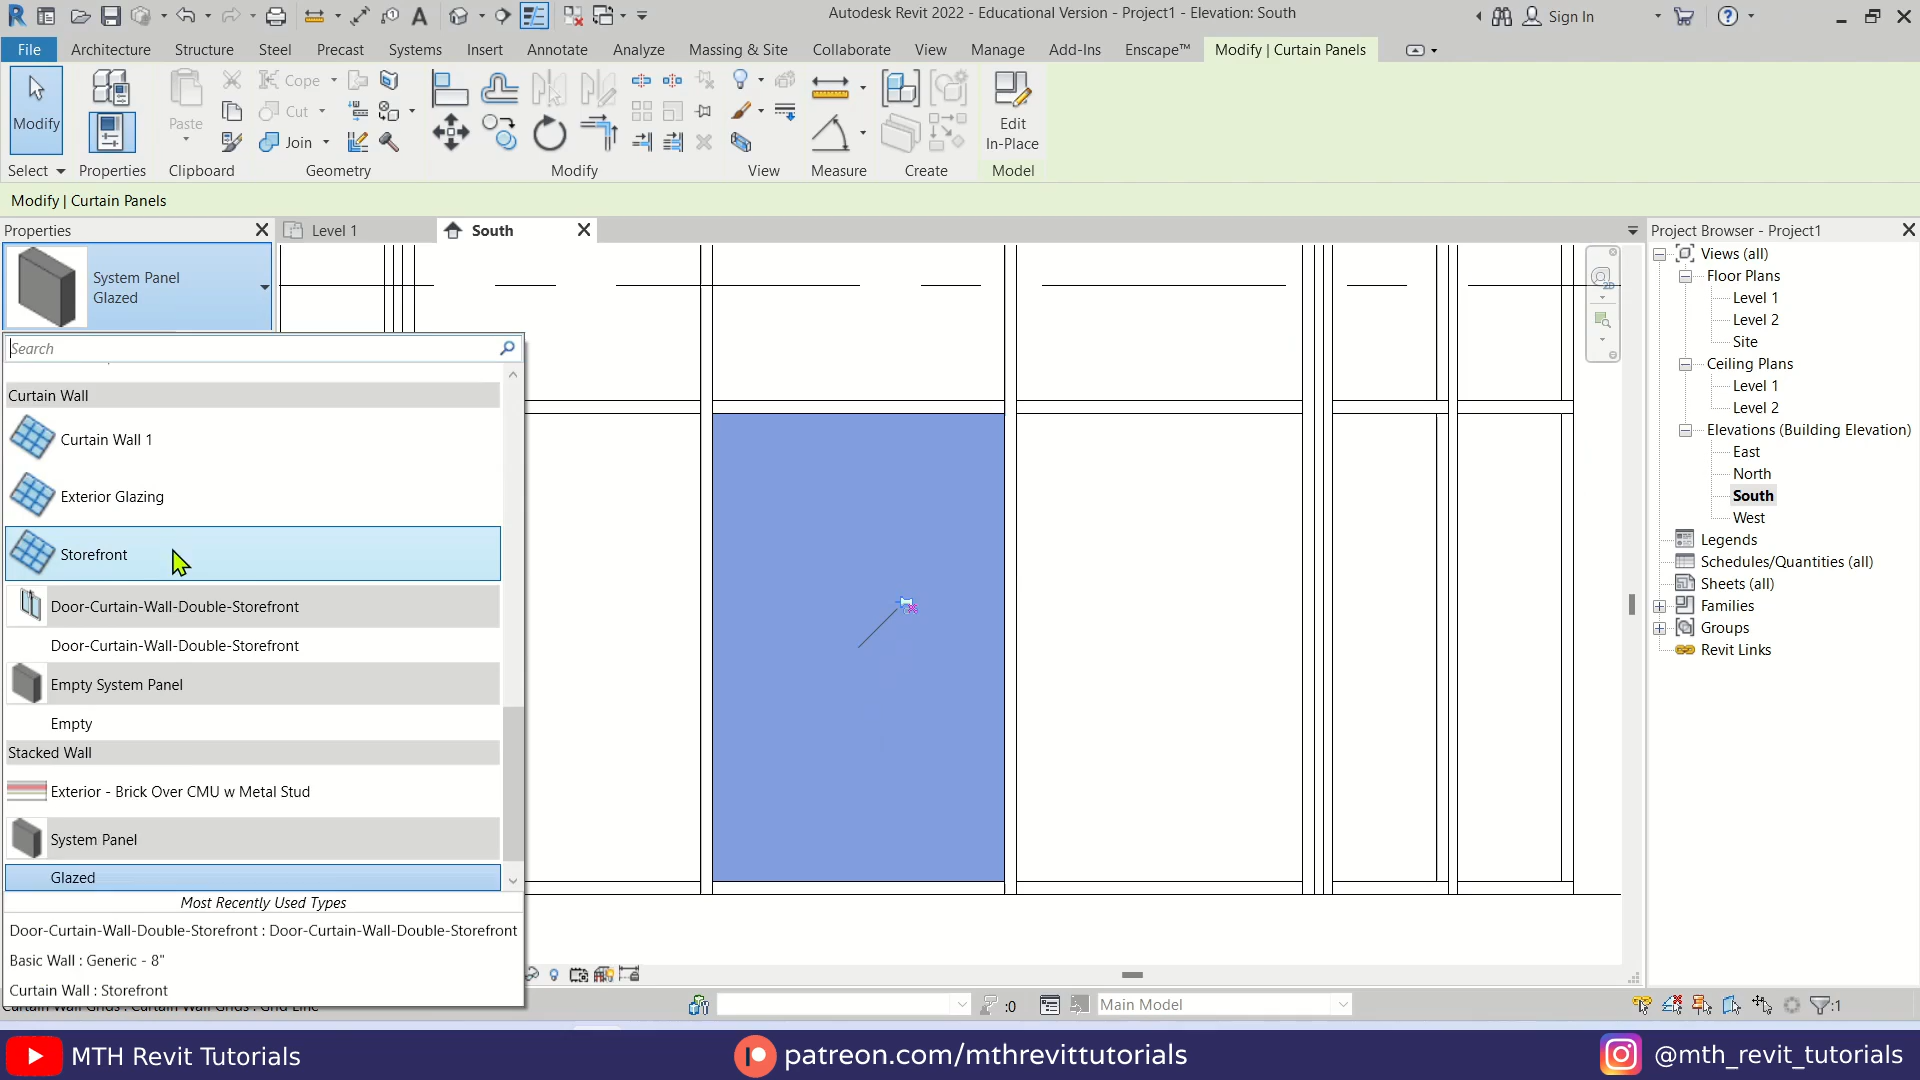 Autodesk Revit 2022 - Educational Version - Project1 - Elevation: South
Sign In
File
Architecture
Structure
Steel
Precast
Systems
Insert
Annotate
Analyze
Massing & Site
Collaborate
View
Manage
Add-Ins
Enscape™
Modify | Curtain Panels
Modify
Paste
Cope
Cut
Join
Edit
In-Place
Select
Properties
Clipboard
Geometry
Modify
View
Measure
Create
Model
Modify | Curtain Panels
Properties
Level 1
South
Project Browser - Project1
System Panel
Glazed
Search
Curtain Wall
Curtain Wall 1
Exterior Glazing
Storefront
Door-Curtain-Wall-Double-Storefront
Door-Curtain-Wall-Double-Storefront
Empty System Panel
Empty
Stacked Wall
Exterior - Brick Over CMU w Metal Stud
System Panel
Glazed
Most Recently Used Types
Door-Curtain-Wall-Double-Storefront : Door-Curtain-Wall-Double-Storefront
Basic Wall : Generic - 8"
Curtain Wall : Storefront
2D
Views (all)
Floor Plans
Level 1
Level 2
Site
Ceiling Plans
Level 1
Level 2
Elevations (Building Elevation)
East
North
South
West
Legends
Schedules/Quantities (all)
Sheets (all)
Families
Groups
Revit Links
:0
Main Model
:1
MTH Revit Tutorials
patreon.com/mthrevittutorials
@mth_revit_tutorials